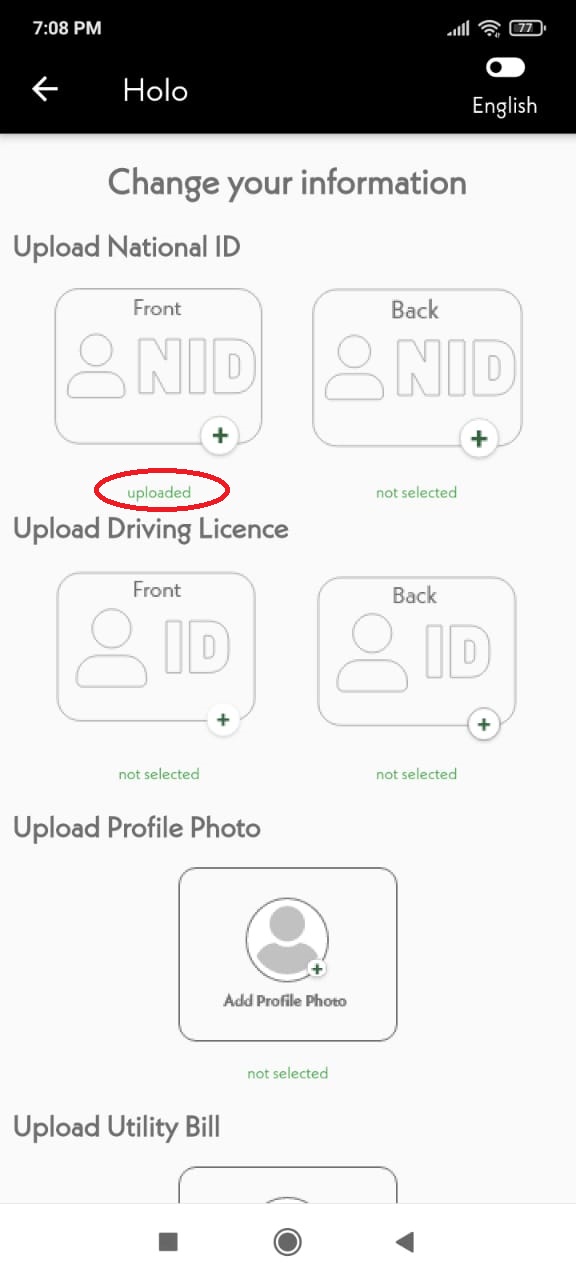 7:08 PM
77
Holo
English
Change your information
Upload National ID
Front
Back
NID
NID
uploaded
not selected
Upload Driving Licence
Front
Back
ID
ID
not selected
not selected
Upload Profile Photo
Add Profile Photo
not selected
Upload Utility Bill